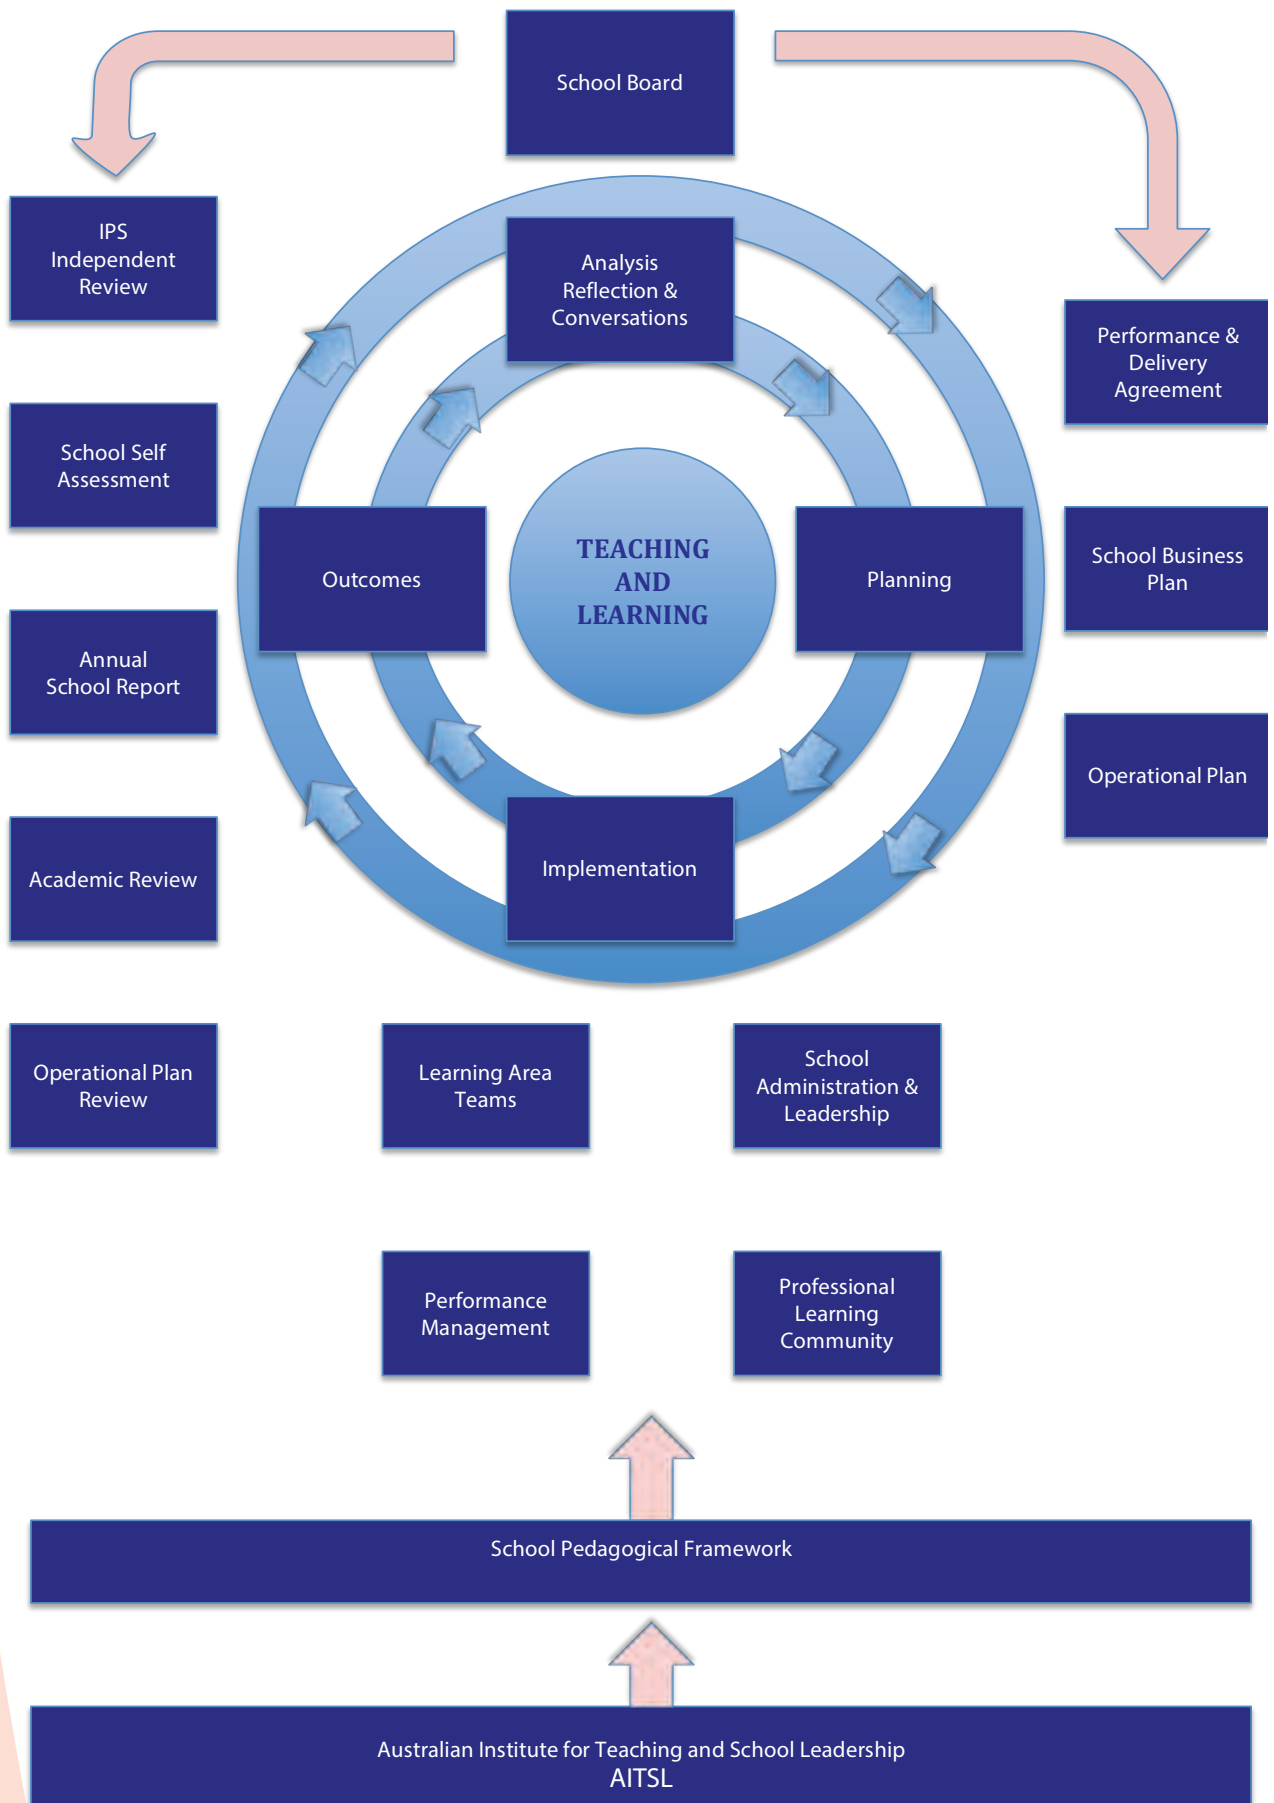 School Board
IPS
Independent
Review
Analysis
Reflection &
Conversations
Performance &
Delivery
Agreement
School Self
Assessment
Outcomes
TEACHING
AND
LEARNING
Planning
School Business
Plan
Annual
School Report
Operational Plan
Academic Review
Implementation
Operational Plan
Review
Learning Area
Teams
School
Administration &
Leadership
Performance
Management
Professional
Learning
Community
School Pedagogical Framework
Australian Institute for Teaching and School Leadership
AITSL